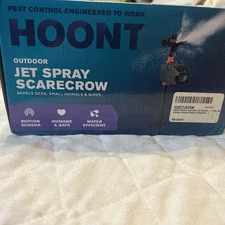 PEST CONTROL ENGINEERED TO WORK
HOONT
OUTDOOR
JET SPRAY
SCARECROW
REPELS DEER, SMALL ANIMALS & BIRDS
MOTION
SENSOR
HUMANE
& SAFE
WATER
EFFICIENT